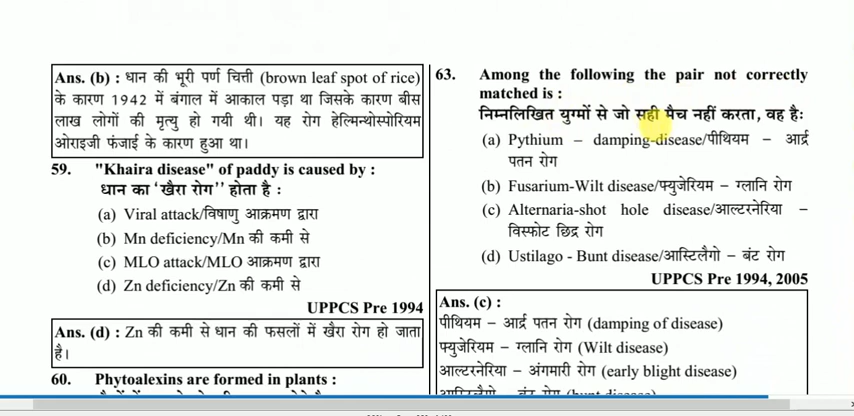 Ans. (b) : धान की भूरी पर्ण चित्ती (brown leaf spot of rice)
के कारण 1942 में बंगाल में आकाल पड़ा था जिसके कारण बीस
लाख लोगों की मृत्यु हो गयी थी। यह रोग हेल्मिन्थोस्पोरियम
ओराइजी फंजाई के कारण हुआ था।
59. "Khaira disease" of paddy is caused by :
धान का ‘खैरा रोग’’ होता है :
(a) Viral attack/विषाणु आक्रमण द्वारा
(b) Mn deficiency/Mn की कमी से
(c) MLO attack/MLO आक्रमण द्वारा
(d) Zn deficiency/Zn की कमी से
UPPCS Pre 1994
Ans. (d) : Zn की कमी से धान की फसलों में खैरा रोग हो जाता
है।
60. Phytoalexins are formed in plants :
63. Among the following the pair not correctly
matched is :
निम्नलिखित युग्मों से जो सही मैच नहीं करता, वह है:
(a) Pythium – damping-disease/पीथियम – आर्द्र
पतन रोग
(b) Fusarium-Wilt disease/फ्युजेरियम – ग्लानि रोग
(c) Alternaria-shot hole disease/आल्टरनेरिया –
विस्फोट छिद्र रोग
(d) Ustilago - Bunt disease/आस्टिलैगो – बंट रोग
UPPCS Pre 1994, 2005
Ans. (c) :
पीथियम – आर्द्र पतन रोग (damping of disease)
फ्युजेरियम – ग्लानि रोग (Wilt disease)
आल्टरनेरिया – अंगमारी रोग (early blight disease)